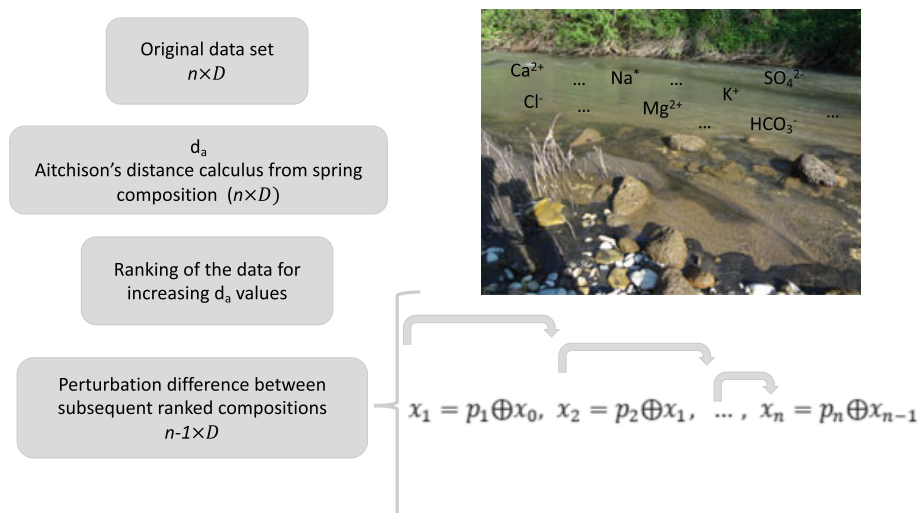 Original data set
n×D
dₐ
Aitchison's distance calculus from spring
composition (n×D)
Ranking of the data for
increasing dₐ values
Perturbation difference between
subsequent ranked compositions
n-1×D
Ca²⁺ ... Na* ... SO₄²⁻
Cl⁻ ... Mg²⁺ K⁺ ...
... HCO₃⁻
x₁ = p₁⊕x₀, x₂ = p₂⊕x₁, ... , xₙ = pₙ⊕xₙ₋₁